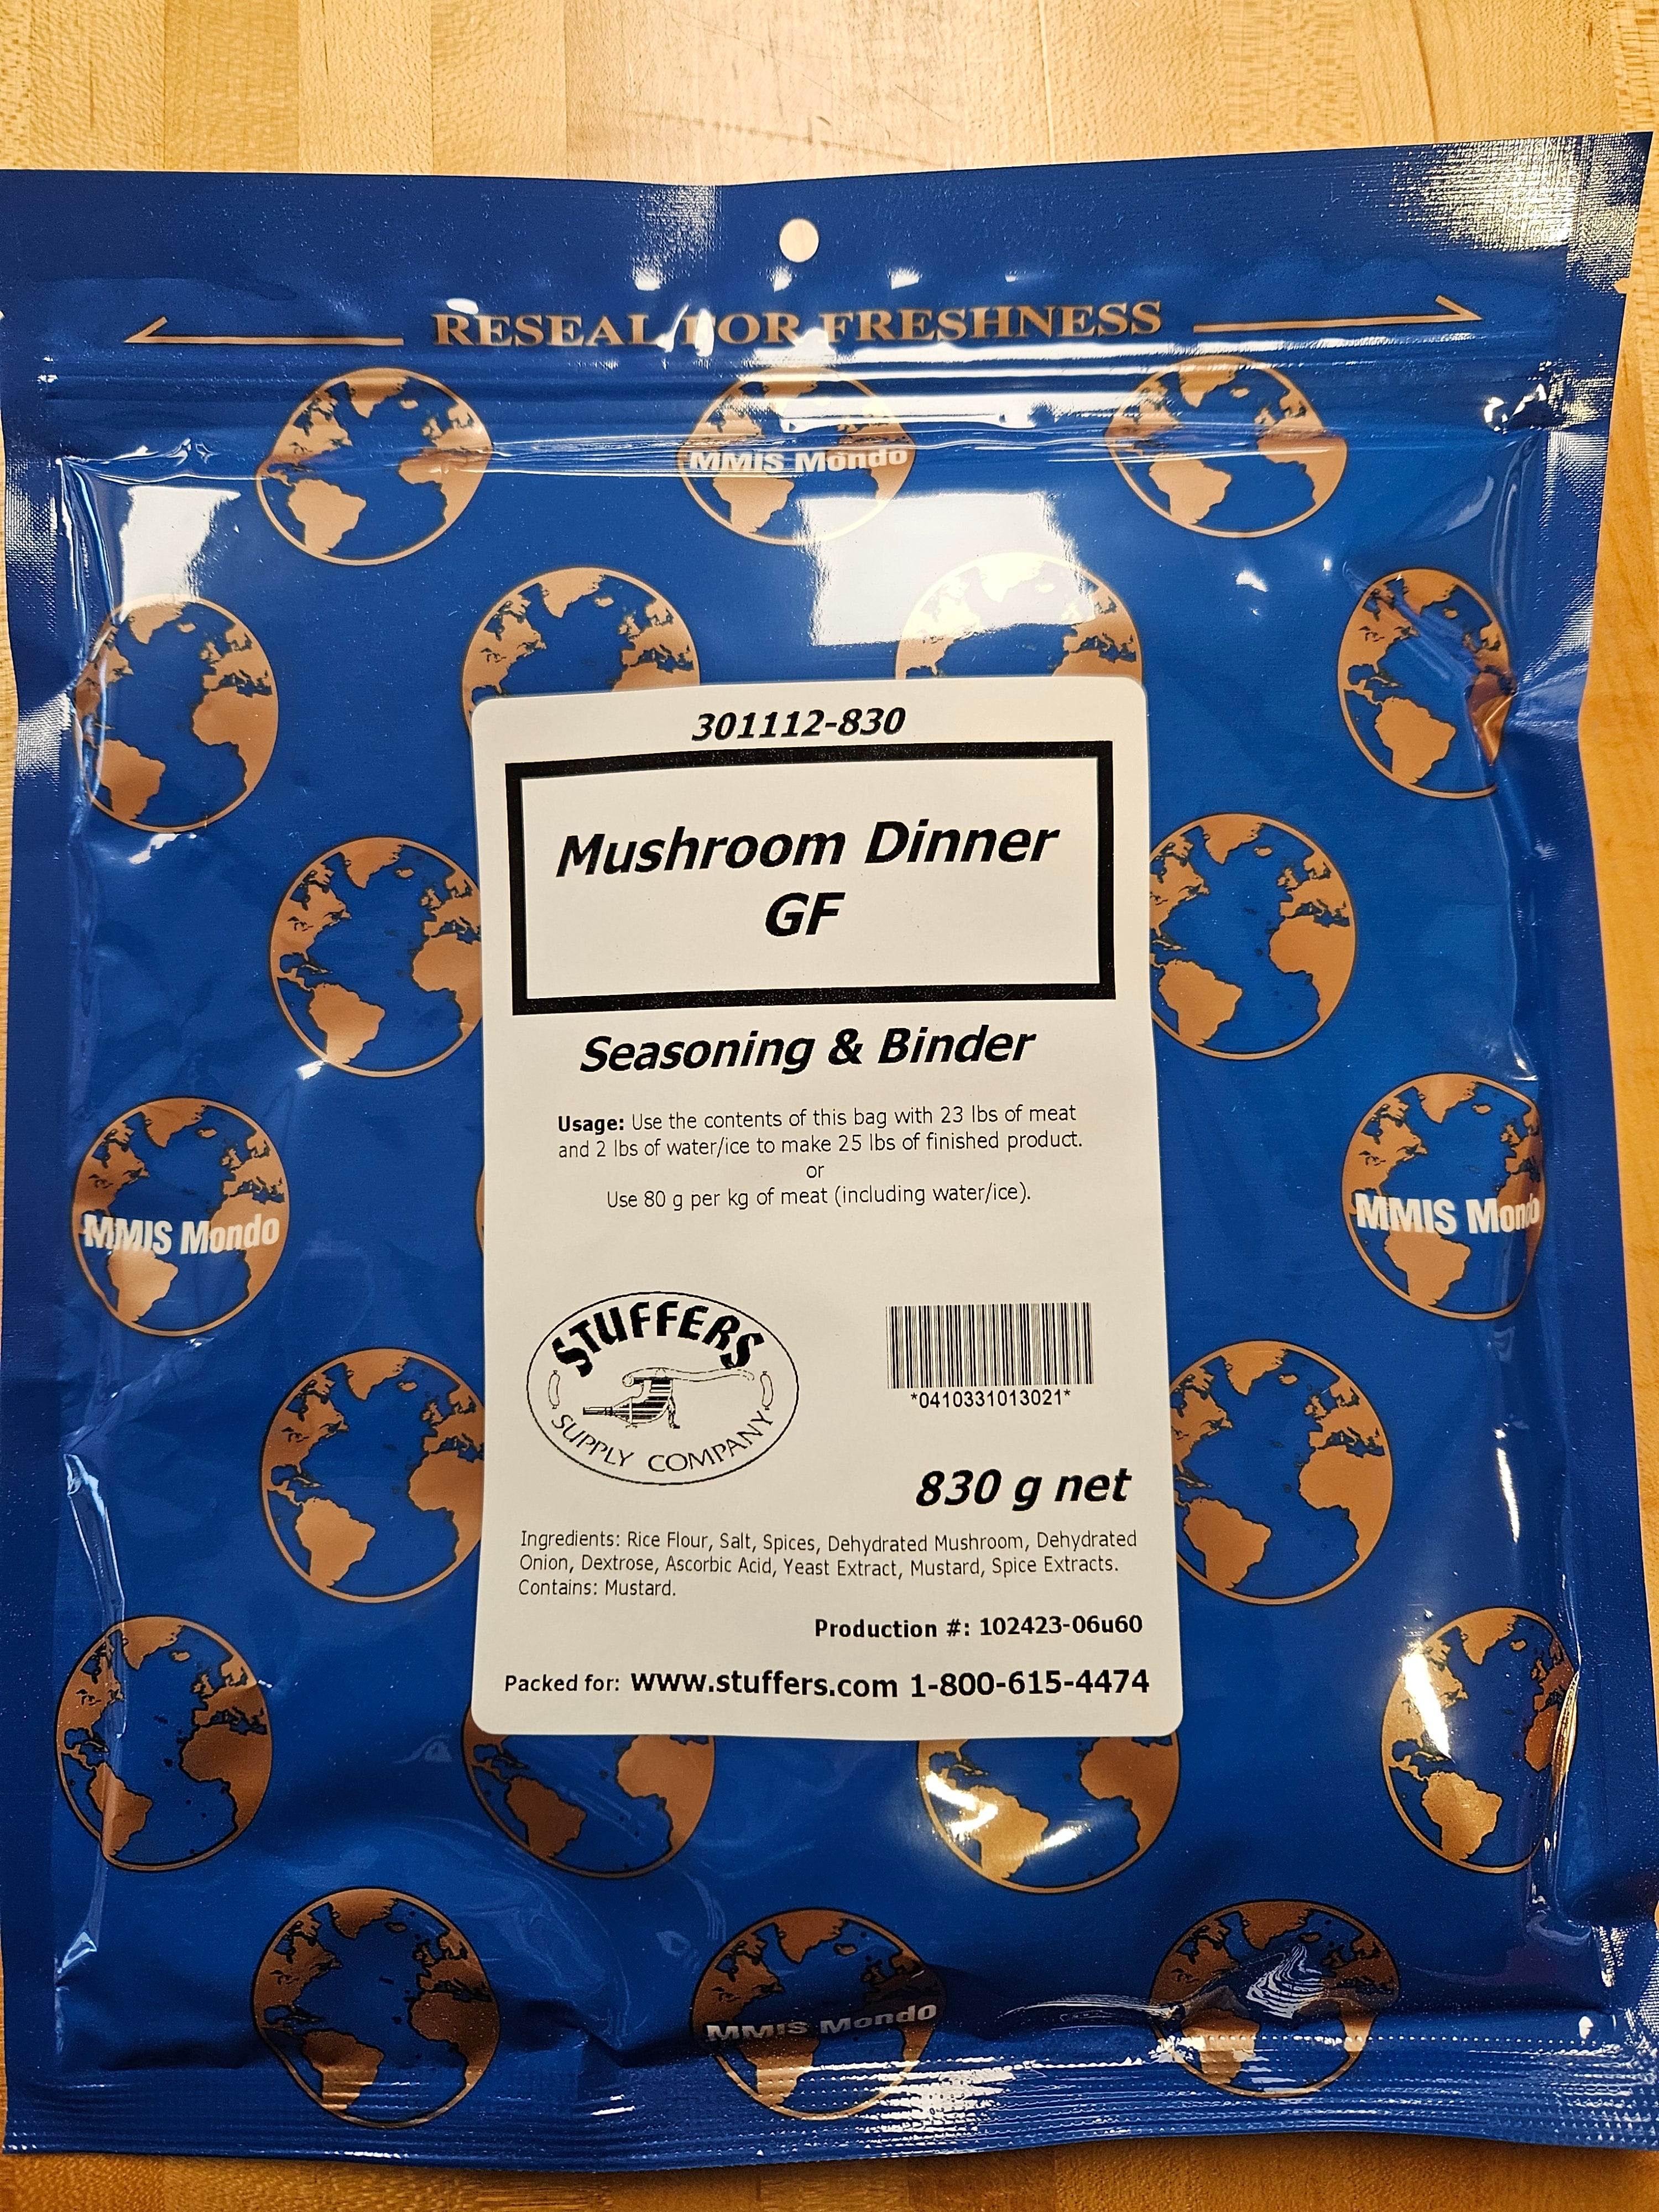 RESEAL FOR FRESHNESS
MMIS Mondo
301112-830
Mushroom Dinner
GF
Seasoning & Binder
Usage: Use the contents of this bag with 23 lbs of meat
and 2 lbs of water/ice to make 25 lbs of finished product.
or
Use 80 g per kg of meat (including water/ice).
MMIS Mondo
MMIS Mondo
STUFFERS
SUPPLY COMPANY
*0410331013021*
830 g net
Ingredients: Rice Flour, Salt, Spices, Dehydrated Mushroom, Dehydrated
Onion, Dextrose, Ascorbic Acid, Yeast Extract, Mustard, Spice Extracts.
Contains: Mustard.
Production #: 102423-06u60
Packed for: www.stuffers.com 1-800-615-4474
MMIS Mondo